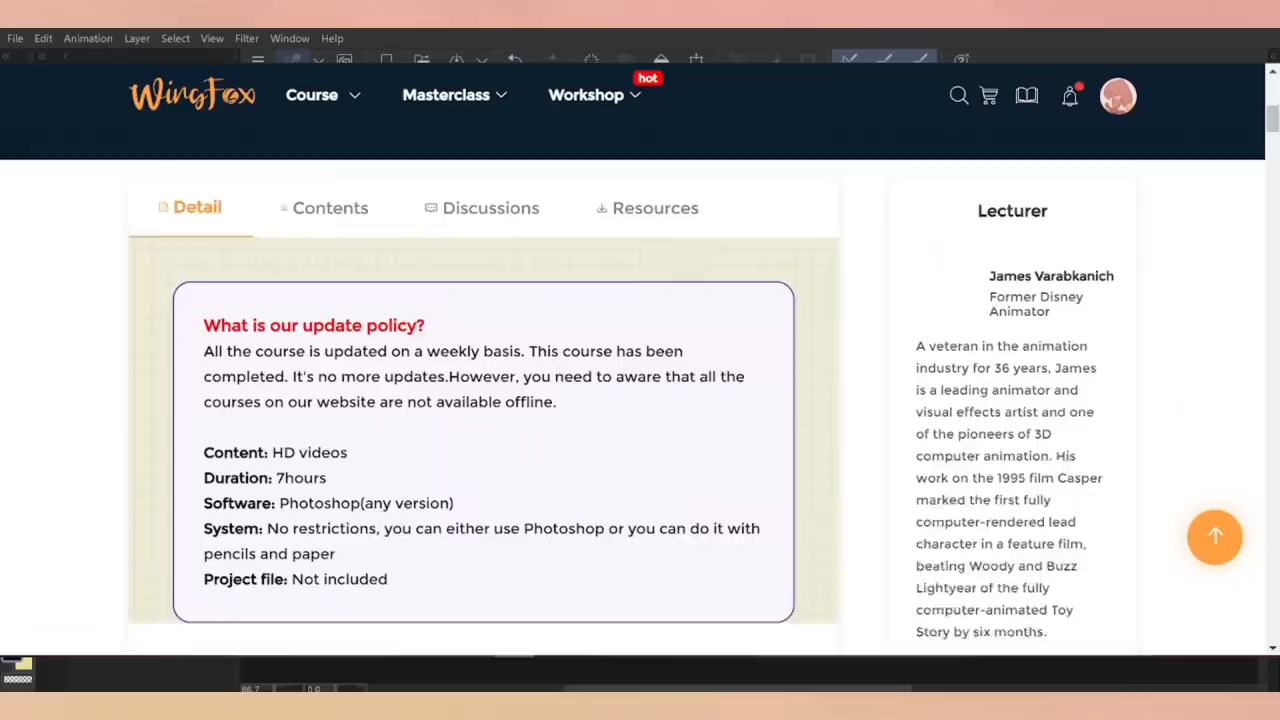 File Edit Animation Layer Select View Filter Window Help
WingFox Course Masterclass Workshop hot
Detail Contents Discussions Resources
What is our update policy?
All the course is updated on a weekly basis. This course has been
completed. It's no more updates.However, you need to aware that all the
courses on our website are not available offline.
Content: HD videos
Duration: 7hours
Software: Photoshop(any version)
System: No restrictions, you can either use Photoshop or you can do it with
pencils and paper
Project file: Not included
Lecturer
James Varabkanich
Former Disney
Animator
A veteran in the animation
industry for 36 years, James
is a leading animator and
visual effects artist and one
of the pioneers of 3D
computer animation. His
work on the 1995 film Casper
marked the first fully
computer-rendered lead
character in a feature film,
beating Woody and Buzz
Lightyear of the fully
computer-animated Toy
Story by six months.
66.7 0.0